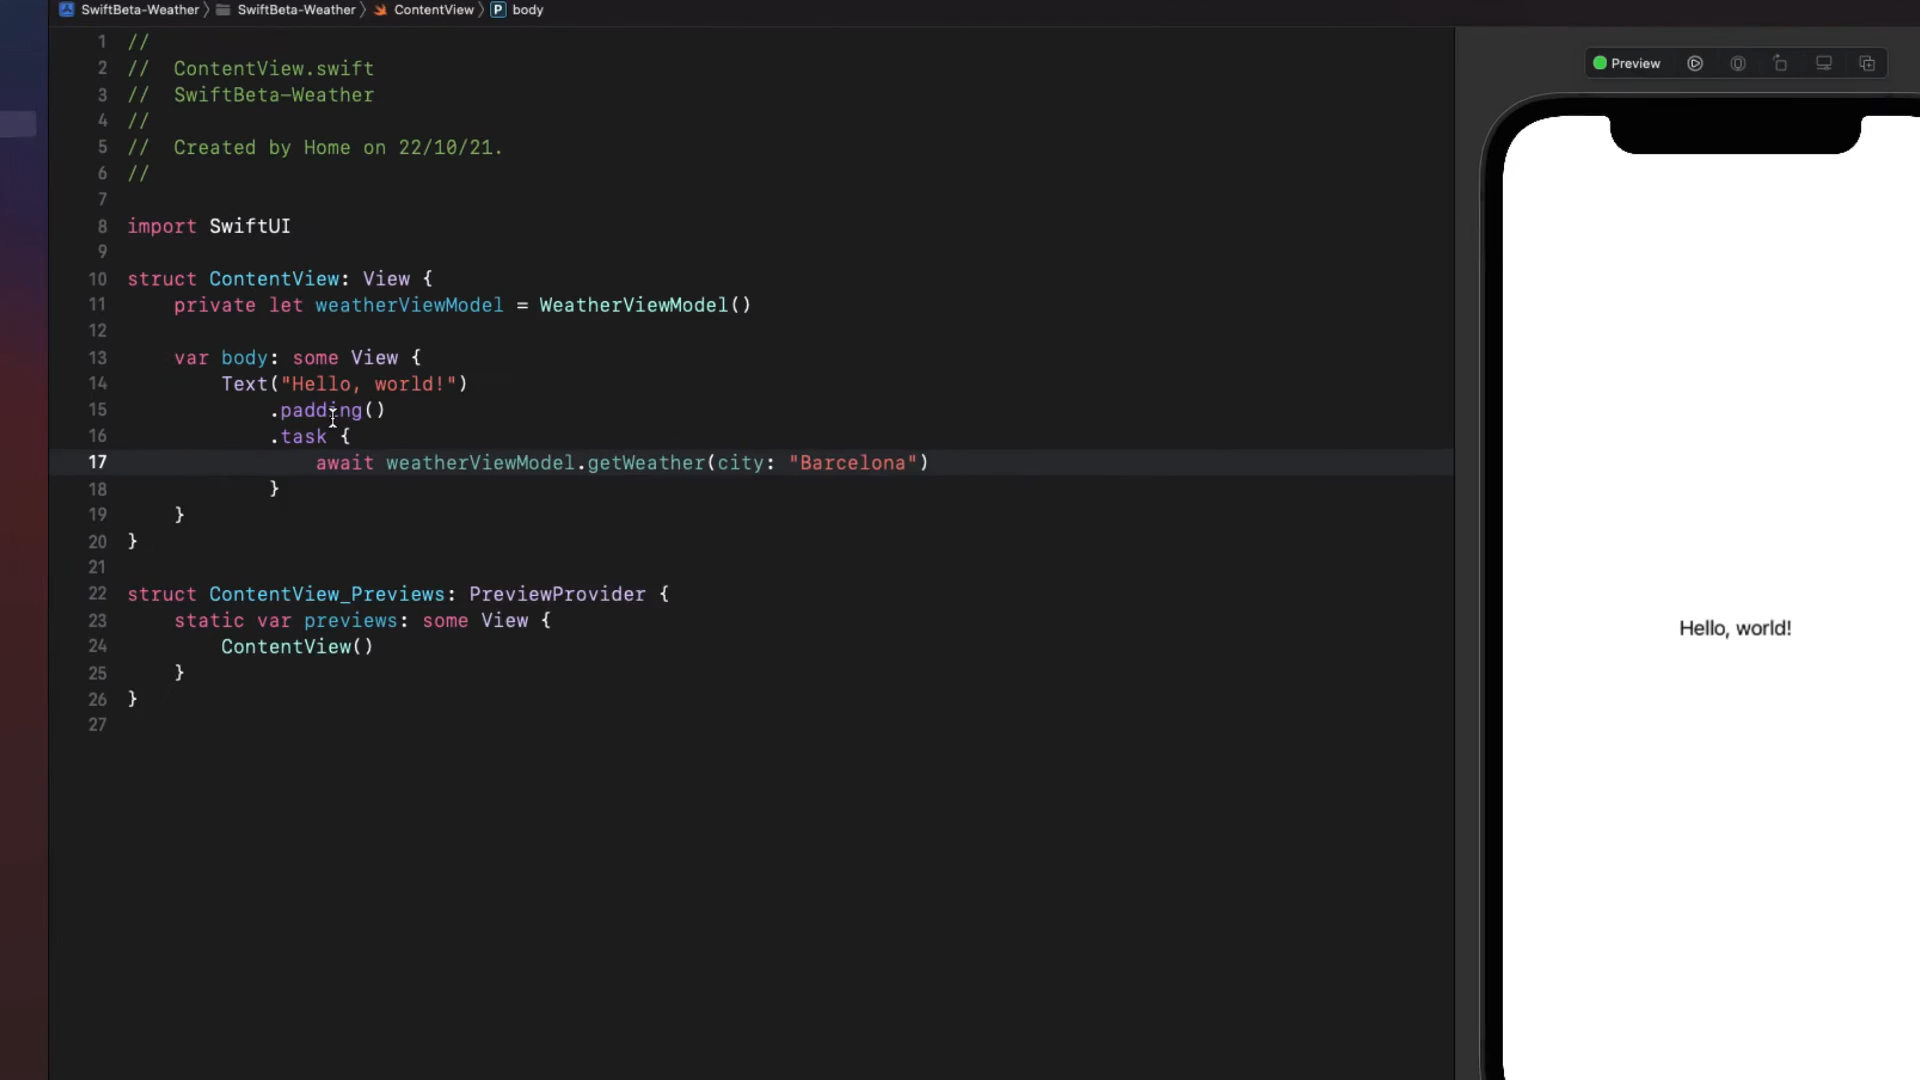 SwiftBeta-Weather 〉 SwiftBeta-Weather 〉 ContentView 〉 P body
1 //
2 //  ContentView.swift
3 //  SwiftBeta-Weather
4 //
5 //  Created by Home on 22/10/21.
6 //
7
8 import SwiftUI
9
10 struct ContentView: View {
11     private let weatherViewModel = WeatherViewModel()
12
13     var body: some View {
14         Text("Hello, world!")
15             .padding()
16             .task {
17                 await weatherViewModel.getWeather(city: "Barcelona")
18             }
19     }
20 }
21
22 struct ContentView_Previews: PreviewProvider {
23     static var previews: some View {
24         ContentView()
25     }
26 }
27
Preview
Hello, world!